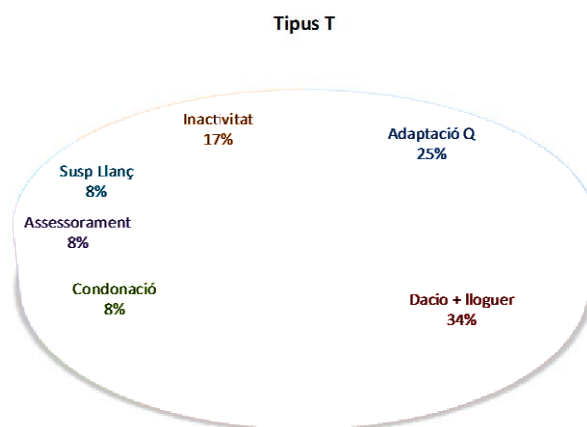 Tipus T
Inactivitat
17%
Adaptació Q
25%
Susp Llanç
8%
Assessorament
8%
Condonació
8%
Dacio + lloguer
34%